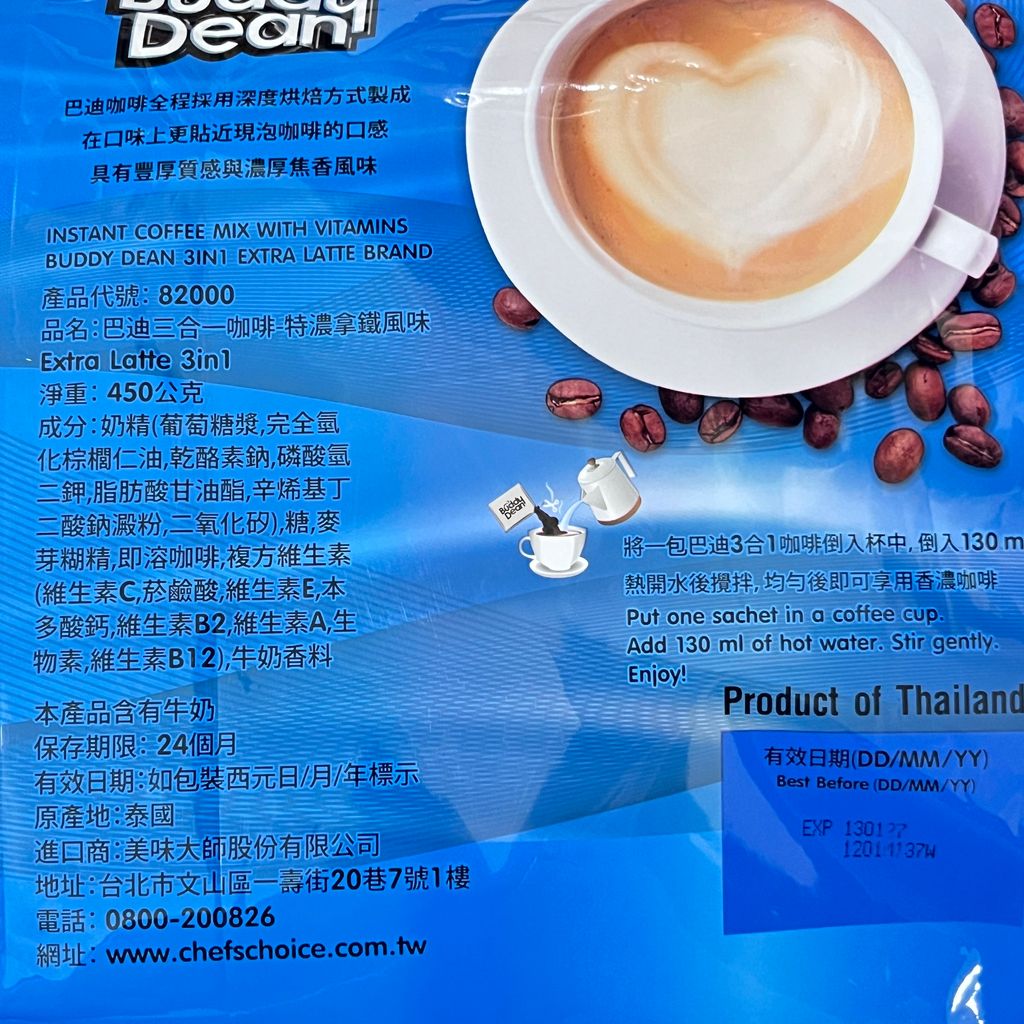 Buddy
Dean
巴迪咖啡全程採用深度烘焙方式製成
在口味上更貼近現泡咖啡的口感
具有豐厚質感與濃厚焦香風味
INSTANT COFFEE MIX WITH VITAMINS
BUDDY DEAN 3IN1 EXTRA LATTE BRAND
產品代號: 82000
品名:巴迪三合一咖啡-特濃拿鐵風味
Extra Latte 3in1
淨重: 450公克
成分:奶精(葡萄糖漿,完全氫
化棕櫚仁油,乾酪素鈉,磷酸氫
二鉀,脂肪酸甘油酯,辛烯基丁
二酸鈉澱粉,二氧化矽),糖,麥
芽糊精,即溶咖啡,複方維生素
(維生素C,菸鹼酸,維生素E,本
多酸鈣,維生素B2,維生素A,生
物素,維生素B12),牛奶香料
本產品含有牛奶
保存期限: 24個月
有效日期:如包裝西元日/月/年標示
原產地:泰國
進口商:美味大師股份有限公司
地址:台北市文山區一壽街20巷7號1樓
電話: 0800-200826
網址: www.chefschoice.com.tw
Buddy
Dean
將一包巴迪3合1咖啡倒入杯中, 倒入130 m
熱開水後攪拌, 均勻後即可享用香濃咖啡
Put one sachet in a coffee cup.
Add 130 ml of hot water. Stir gently.
Enjoy!
Product of Thailand
有效日期(DD/MM/YY)
Best Before (DD/MM/YY)
EXP